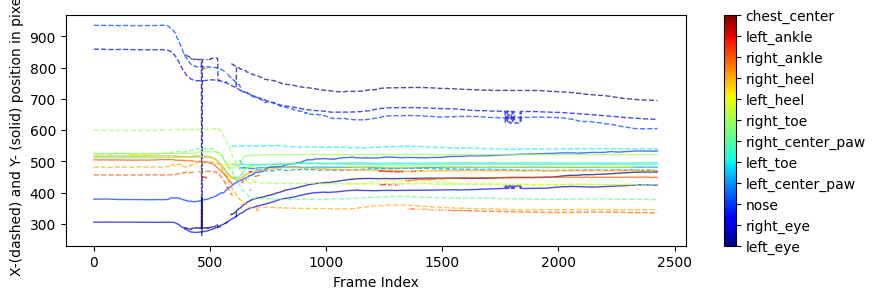 X-(dashed) and Y- (solid) position in pixe
900
800
700
600
500
400
300
0
500
1000
1500
2000
2500
Frame Index
chest_center
left_ankle
right_ankle
right_heel
left_heel
right_toe
right_center_paw
left_toe
left_center_paw
nose
right_eye
left_eye